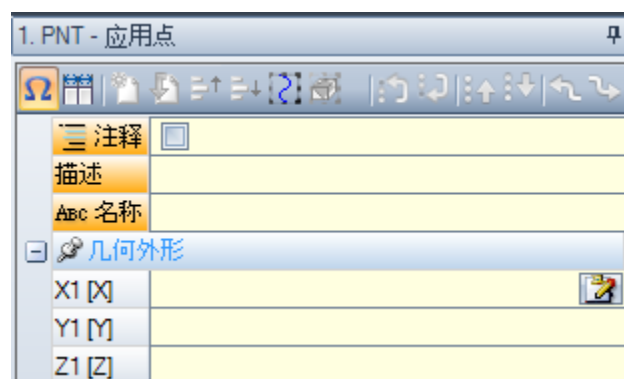 1. PNT - 应用点
注释
描述
ABC 名称
几何外形
X1 [X]
Y1 [Y]
Z1 [Z]